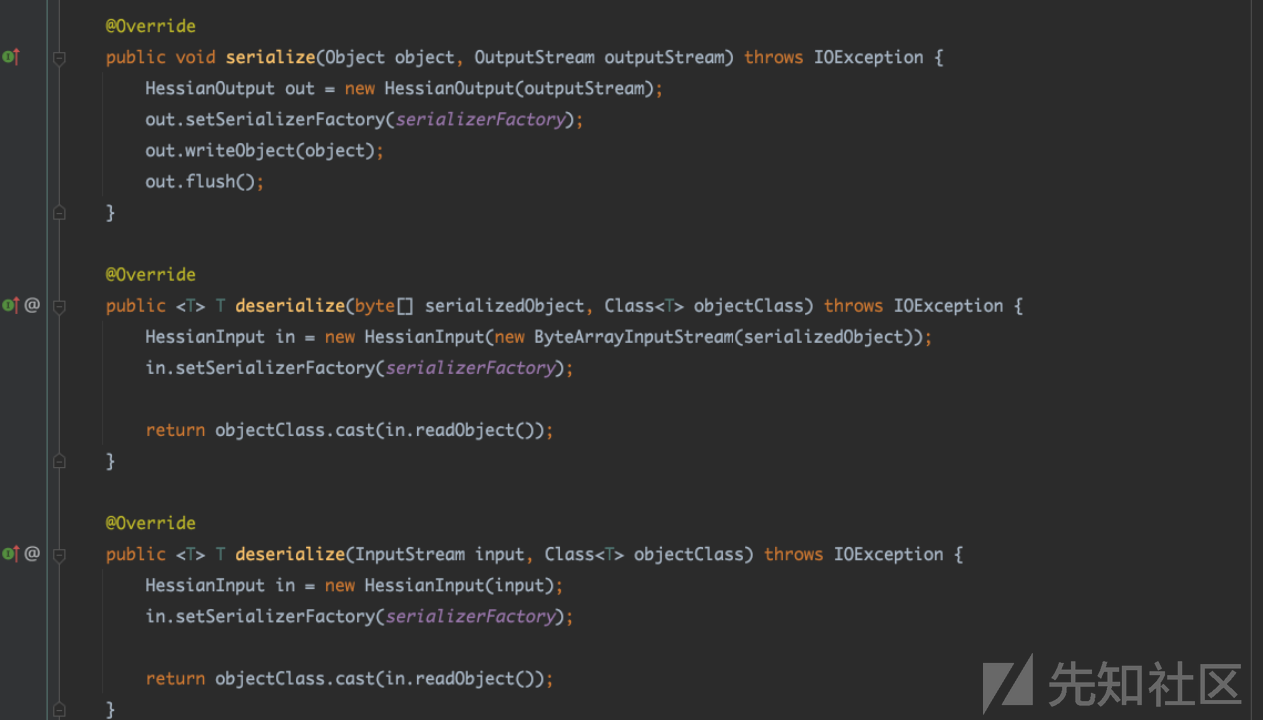 @Override
public void serialize(Object object, OutputStream outputStream) throws IOException {
HessianOutput out = new HessianOutput(outputStream);
out.setSerializerFactory(serializerFactory);
out.writeObject(object);
out.flush();
}
@Override
@
public <T> T deserialize(byte[] serializedObject, Class<T> objectClass) throws IOException {
HessianInput in = new HessianInput(new ByteArrayInputStream(serializedObject));
in.setSerializerFactory(serializerFactory);
return objectClass.cast(in.readObject());
}
@Override
@
public <T> T deserialize(InputStream input, Class<T> objectClass) throws IOException {
HessianInput in = new HessianInput(input);
in.setSerializerFactory(serializerFactory);
return objectClass.cast(in.readObject());
}
先知社区